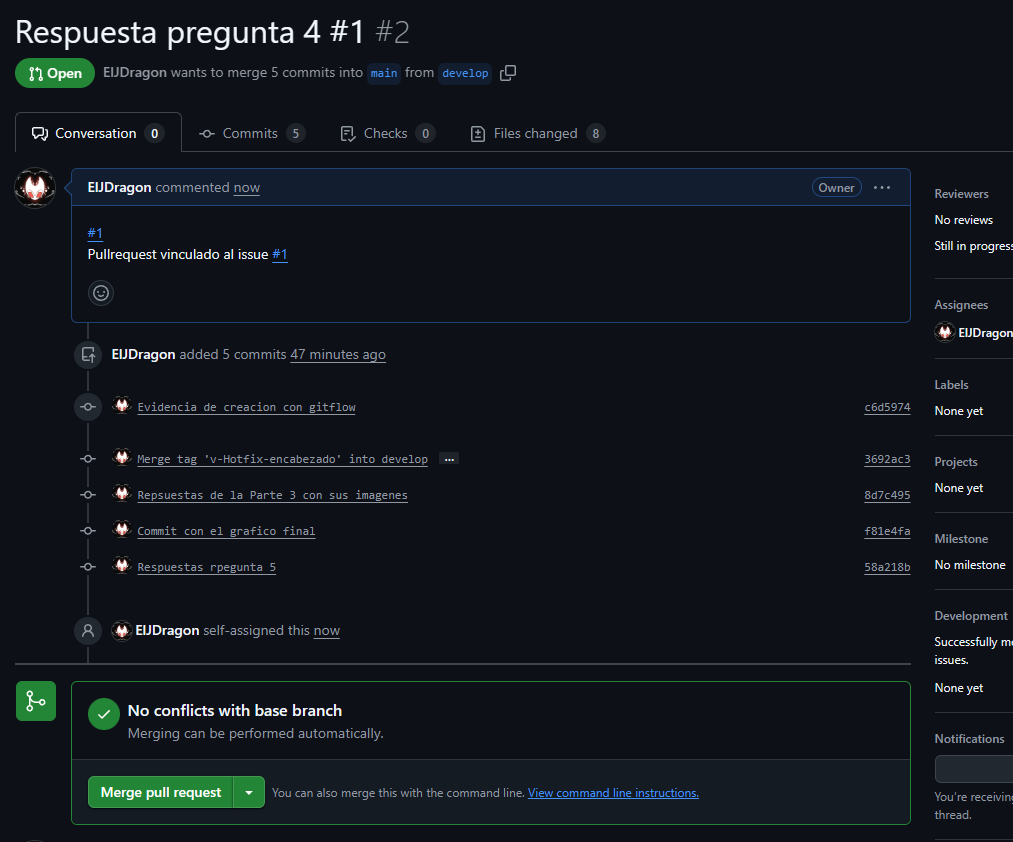 Respuesta pregunta 4 #1 #2
Open EIJDragon wants to merge 5 commits into main from develop
Conversation 0 Commits 5 Checks 0 Files changed 8
EIJDragon commented now Owner ...
#1
Pullrequest vinculado al issue #1
EIJDragon added 5 commits 47 minutes ago
Evidencia de creacion con gitflow c6d5974
Merge tag 'v-Hotfix-encabezado' into develop ... 3692ac3
Repsuestas de la Parte 3 con sus imagenes 8d7c495
Commit con el grafico final f81e4fa
Respuestas rpegunta 5 58a218b
EIJDragon self-assigned this now
No conflicts with base branch
Merging can be performed automatically.
Merge pull request You can also merge this with the command line. View command line instructions.
Reviewers
No reviews
Still in progress
Assignees
EIJDragon
Labels
None yet
Projects
None yet
Milestone
No milestone
Development
Successfully me
issues.
None yet
Notifications
You're receiving
thread.